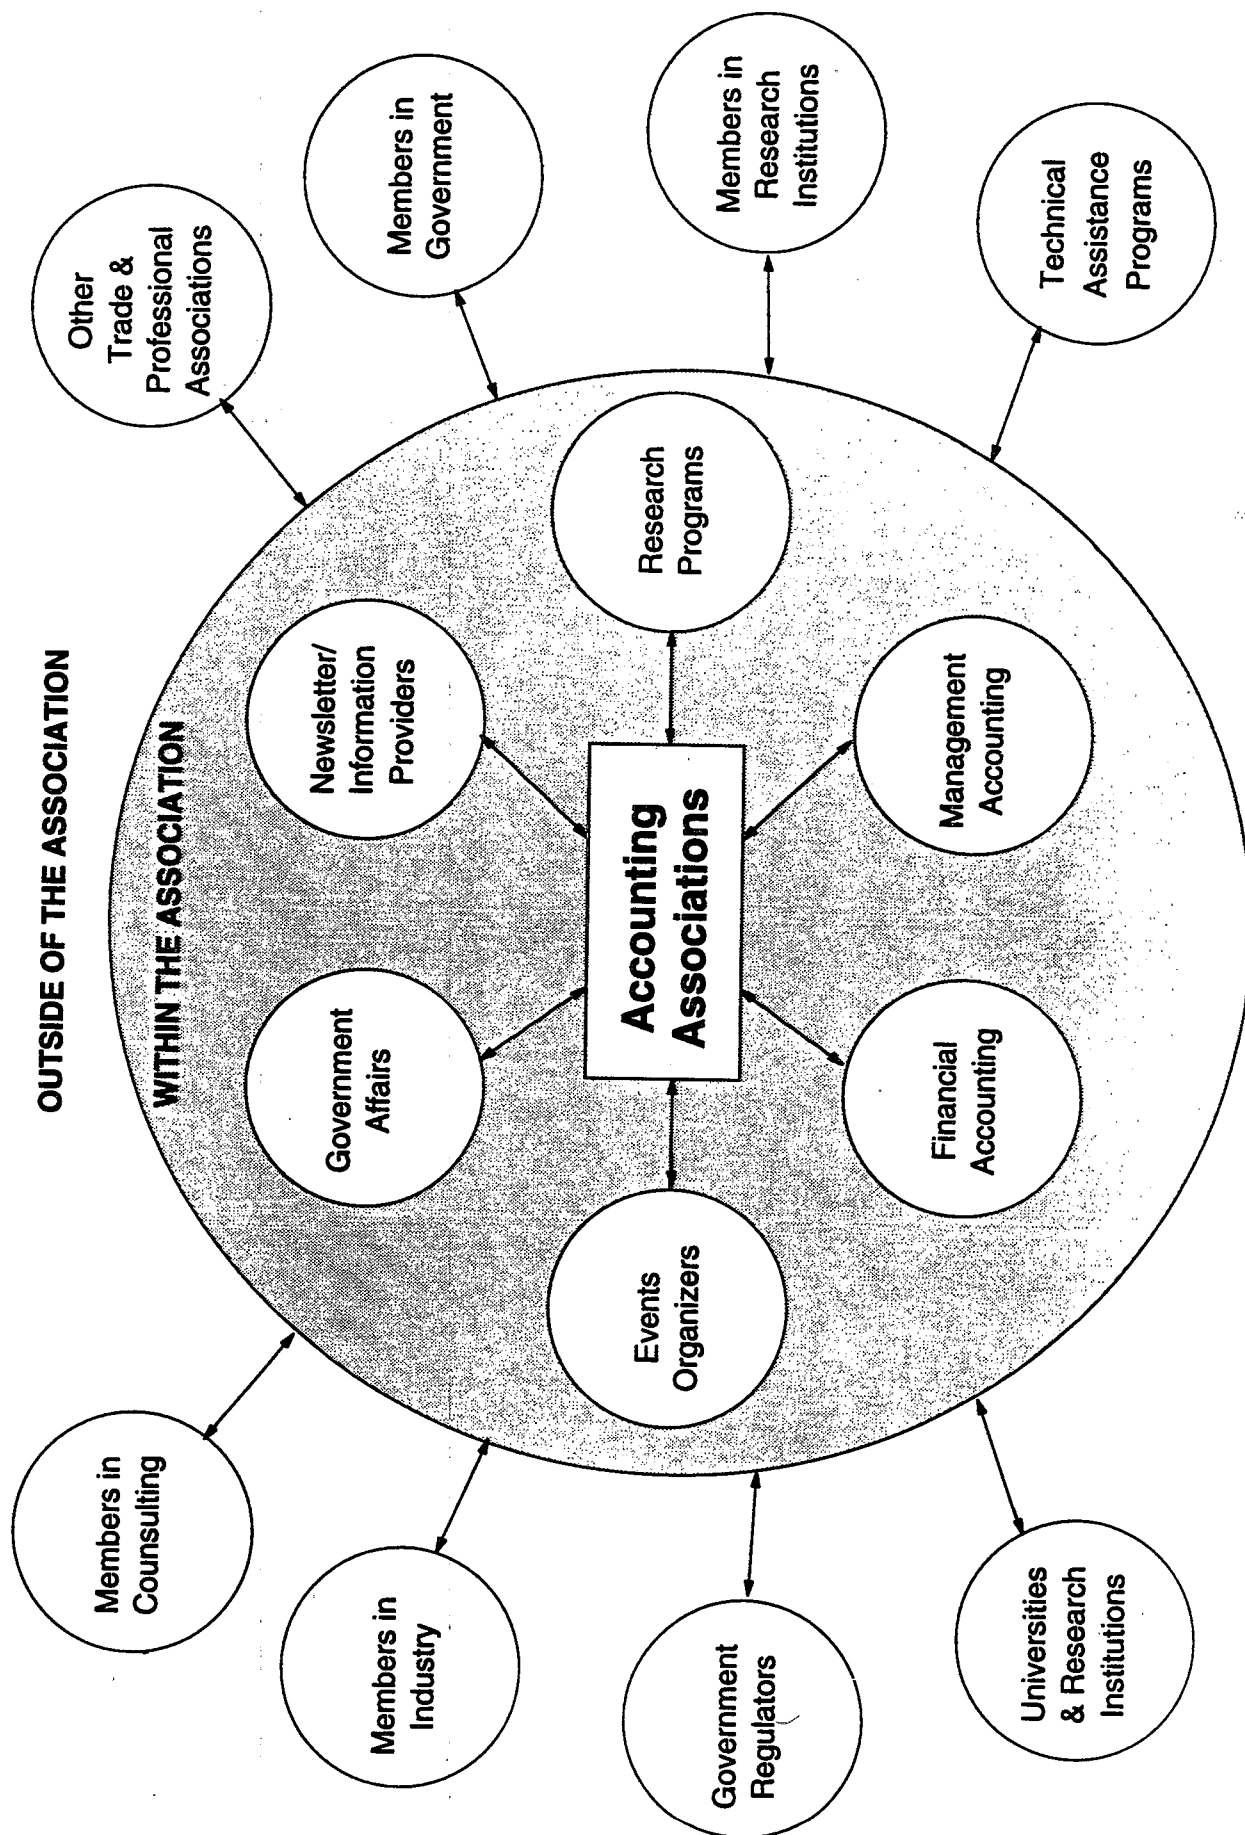 OUTSIDE OF THE ASSOCIATION
WITHIN THE ASSOCIATION
Members in
Counsulting
Other
Trade &
Professional
Associations
Members in
Industry
Members in
Government
Government
Affairs
Newsletter/
Information
Providers
Government
Regulators
Events
Organizers
Accounting
Associations
Research
Programs
Members in
Research
Institutions
Financial
Accounting
Management
Accounting
Universities
& Research
Institutions
Technical
Assistance
Programs